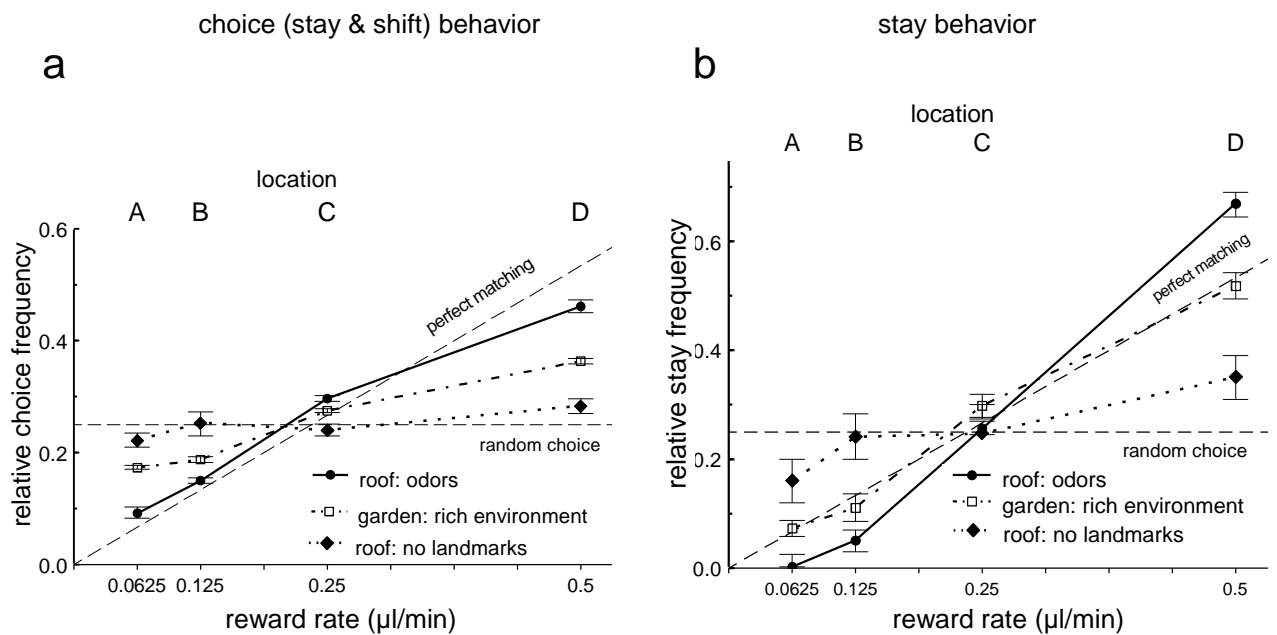 choice (stay & shift) behavior
a
location
A B C D
relative choice frequency
0.6
0.4
0.2
0.0
perfect matching
random choice
roof: odors
garden: rich environment
roof: no landmarks
0.0625 0.125 0.25 0.5
reward rate (µl/min)
stay behavior
b
location
A B C D
relative stay frequency
0.6
0.4
0.2
0.0
perfect matching
random choice
roof: odors
garden: rich environment
roof: no landmarks
0.0625 0.125 0.25 0.5
reward rate (µl/min)